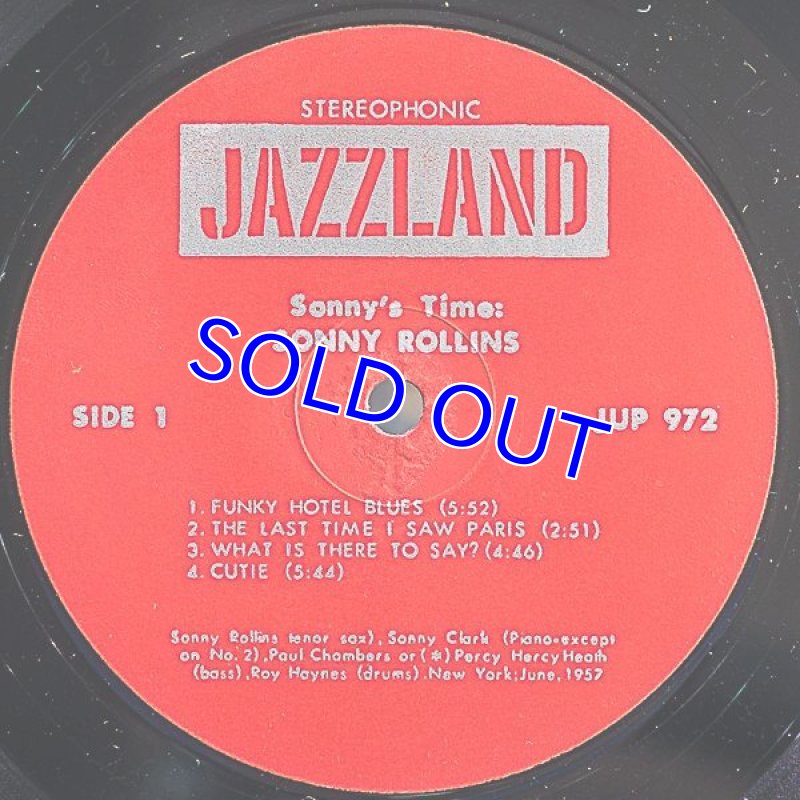 STEREOPHONIC
JAZZLAND
Sonny's Time:
SONNY ROLLINS
SOLD OUT
SIDE 1
JJP 972
1. FUNKY HOTEL BLUES (5:52)
2. THE LAST TIME I SAW PARIS (2:51)
3. WHAT IS THERE TO SAY? (4:46)
4. CUTIE (5:44)
Sonny Rollins tenor sax), Sonny Clark (Piano-except
on No. 2), Paul Chambers or (*) Percy Hercy Heath
(bass), Roy Haynes (drums). New York; June, 1957